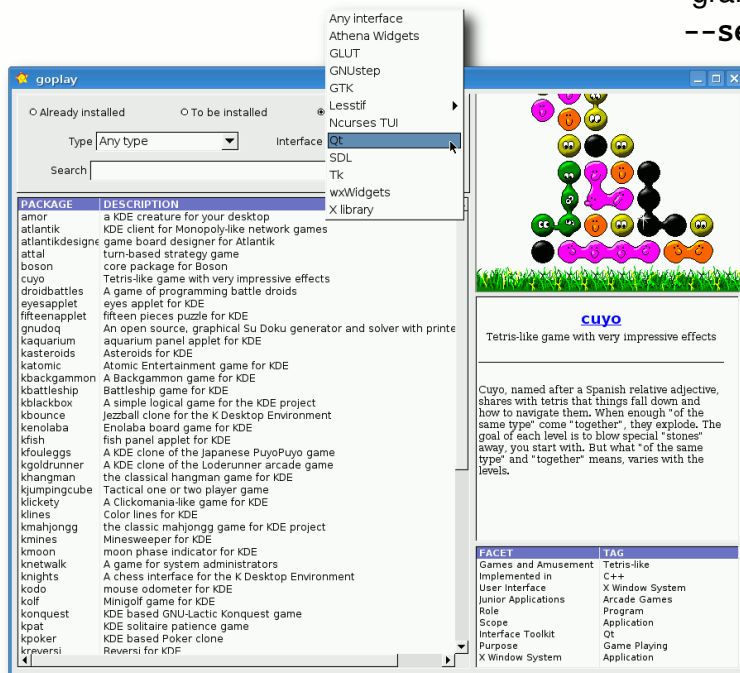 gra
--se
Any interface
Athena Widgets
GLUT
GNUstep
GTK
Lesstif
Ncurses TUI
Qt
SDL
Tk
wxWidgets
X library
goplay
Already installed To be installed
Type Any type Interface
Search
PACKAGE DESCRIPTION
amor a KDE creature for your desktop
atlantik KDE client for Monopoly-like network games
atlantikdesigne game board designer for Atlantik
attal turn-based strategy game
boson core package for Boson
cuyo Tetris-like game with very impressive effects
droidbattles A game of programming battle droids
eyesapplet eyes applet for KDE
fifteenapplet fifteen pieces puzzle for KDE
gnudoq An open source, graphical Su Doku generator and solver with printe
kaquarium aquarium panel applet for KDE
kasteroids Asteroids for KDE
katomic Atomic Entertainment game for KDE
kbackgammon A Backgammon game for KDE
kbattleship Battleship game for KDE
kblackbox A simple logical game for the KDE project
kbounce Jezzball clone for the K Desktop Environment
kenolaba Enolaba board game for KDE
kfish fish panel applet for KDE
kfouleggs A KDE clone of the Japanese PuyoPuyo game
kgoldrunner A KDE clone of the Loderunner arcade game
khangman the classical hangman game for KDE
kjumpingcube Tactical one or two player game
klickety A Clickomania-like game for KDE
klines Color lines for KDE
kmahjongg the classic mahjongg game for KDE project
kmines Minesweeper for KDE
kmoon moon phase indicator for KDE
knetwalk A game for system administrators
knights A chess interface for the K Desktop Environment
kodo mouse odometer for KDE
kolf Minigolf game for KDE
konquest KDE based GNU-Lactic Konquest game
kpat KDE solitaire patience game
kpoker KDE based Poker clone
kreversi Reversi for KDE
cuyo
Tetris-like game with very impressive effects
Cuyo, named after a Spanish relative adjective,
shares with tetris that things fall down and
how to navigate them. When enough "of the
same type" come "together", they explode. The
goal of each level is to blow special "stones"
away, you start with. But what "of the same
type" and "together" means, varies with the
levels.
FACET TAG
Games and Amusement Tetris-like
Implemented in C++
User Interface X Window System
Junior Applications Arcade Games
Role Program
Scope Application
Interface Toolkit Qt
Purpose Game Playing
X Window System Application